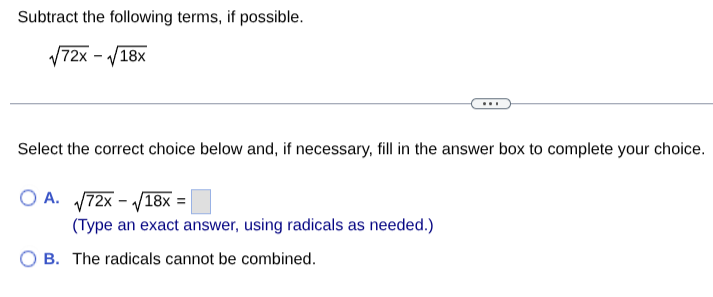 Subtract the following terms, if possible.
√72x − √18x
Select the correct choice below and, if necessary, fill in the answer box to complete your choice.
A. √72x − √18x =
(Type an exact answer, using radicals as needed.)
B. The radicals cannot be combined.